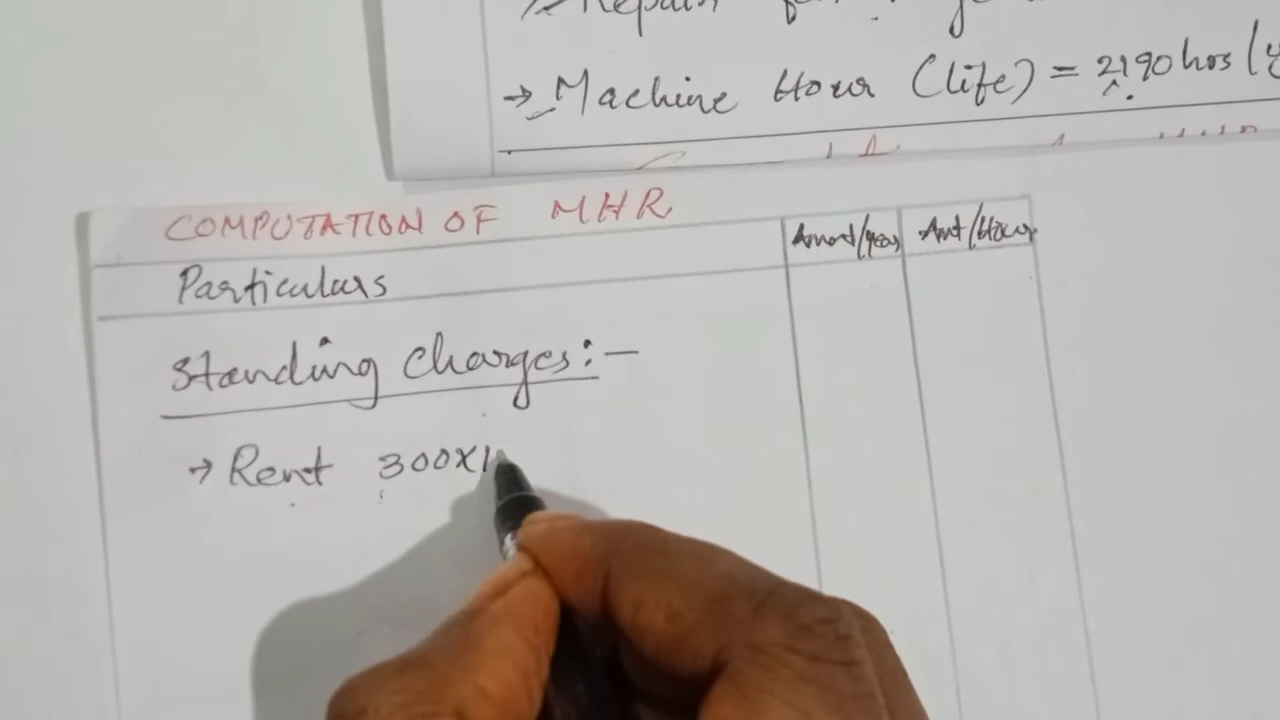 → Machine Hour (life) = 2190 hrs
COMPUTATION OF MHR
Particulars Amount/year Amt/Hour
Standing Charges:-
→ Rent 300X1